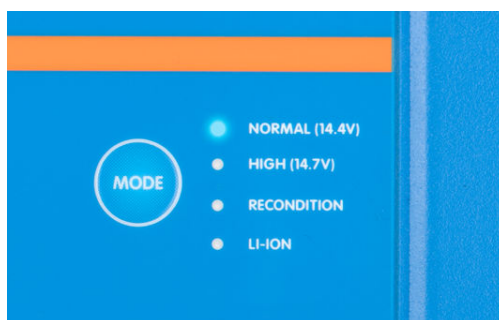 NORMAL (14.4V)
HIGH (14.7V)
MODE
RECONDITION
LI-ION